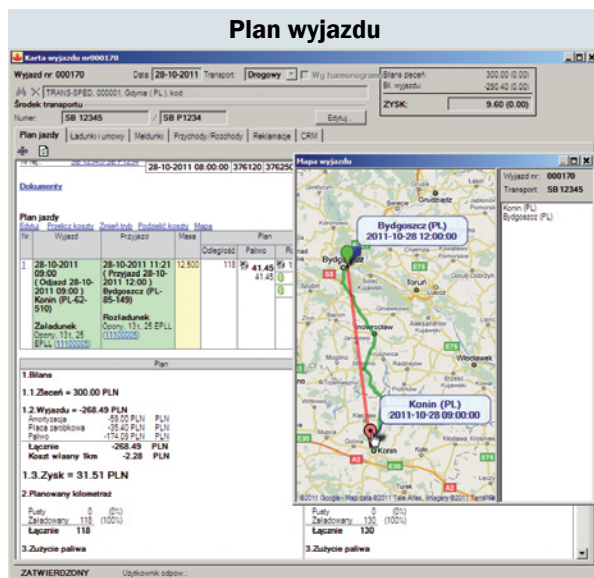 Plan wyjazdu
Karta wyjazdu nr000170
Wyjazd nr 000170 Data 28-10-2011 Transport: Drogowy Wg harmonogramu
Bilans zleceń: 300.00 (0.00)
Bil. wyjazdu: -290.40 (0.00)
ZYSK: 9.60 (0.00)
TRANS-SPED, 000001, Gdynia (PL), kod
Środek transportu
Numer: SB 12345 / SB P1234 Edytuj...
Plan jazdy Ładunki i umowy Meldunki Przychody/Rozchody Reklamacje CRM
28-10-2011 08:00:00 376120 37625
Dokumenty
Plan jazdy
Edytuj Przelicz koszty Zmień tryb Podzielić koszty Mapa
Nr Wyjazd Przyjazd Masa Plan
Odległość Paliwo
1 28-10-2011 09:00 ( Odjazd 28-10-2011 09:00 ) Konin (PL-62-510)
Załadunek
Opony, 13t, 25 EPLL (11100005)
28-10-2011 11:21 ( Przyjazd 28-10-2011 12:00 ) Bydgoszcz (PL-85-149)
Rozładunek
Opony, 13t, 25 EPLL (11100005)
12.500 118 41.45
41.45
Mapa wyjazdu
Wyjazd nr: 000170
Transport: SB 12345
Konin (PL)
Bydgoszcz (PL)
Bydgoszcz (PL)
2011-10-28 12:00:00
Grudziądz
Toruń
Inowrocław
Włocławek
Konin (PL)
2011-10-28 09:00:00
Konin
Turek
Plan
1.Bilans
1.1.Zleceń = 300.00 PLN
1.2.Wyjazdu = -268.49 PLN
Amortyzacja -59.00 PLN PLN
Płaca zarobkowa -35.40 PLN PLN
Paliwo -174.09 PLN PLN
Łącznie -268.49 PLN
Koszt własny 1km -2.28 PLN
1.3.Zysk = 31.51 PLN
2.Planowany kilometraż
Pusty 0 (0%)
Załadowany 118 (100%)
Łącznie 118
3.Zużycie paliwa
Pusty 0 (0%)
Załadowany 130 (100%)
Łącznie 130
3.Zużycie paliwa
ZATWIERDZONY Użytkownik odpow.: